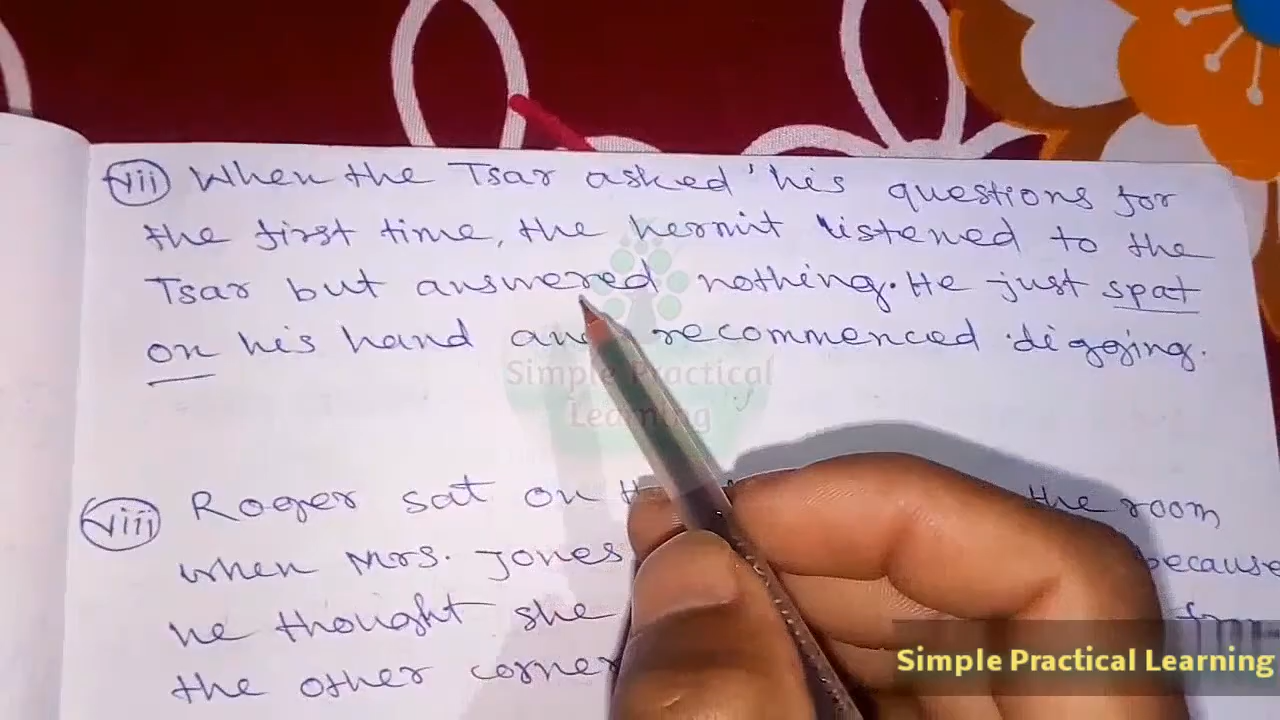 vii When the Tsar asked his questions for
the first time, the hermit listened to the
Tsar but answered nothing. He just spat
on his hand and recommenced digging.
Simple Practical
Learning
viii Roger sat on the room
when Mrs. Jones because
he thought she
the other corner
Simple Practical Learning